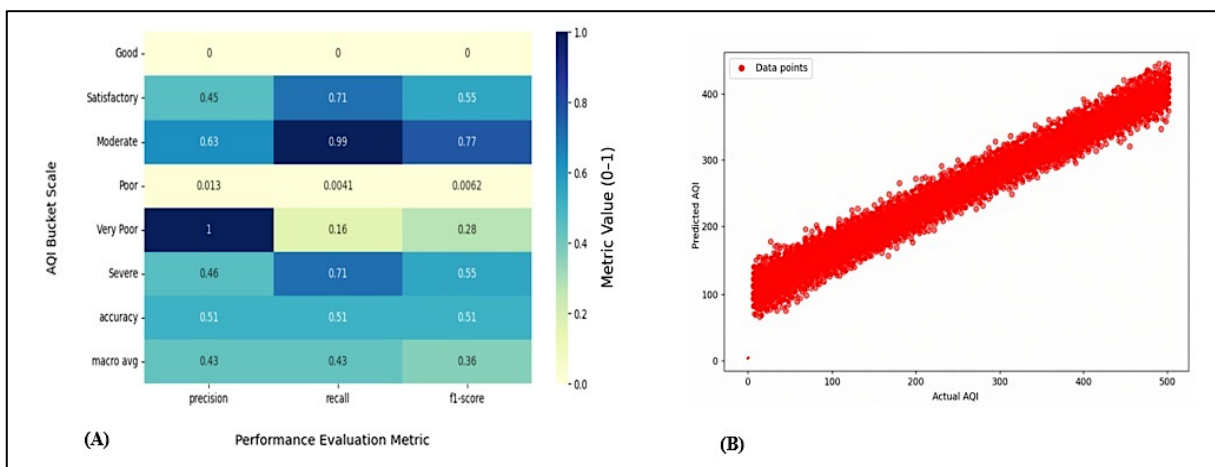 Good 0 0 0
Satisfactory 0.45 0.71 0.55
Moderate 0.63 0.99 0.77
Poor 0.013 0.0041 0.0062
Very Poor 1 0.16 0.28
Severe 0.46 0.71 0.55
accuracy 0.51 0.51 0.51
macro avg 0.43 0.43 0.36
precision recall f1-score
AQI Bucket Scale
Performance Evaluation Metric
1.0
0.8
0.6
0.4
0.2
0.0
Metric Value (0–1)
(A)
Data points
400
300
200
100
0
Predicted AQI
0 100 200 300 400 500
Actual AQI
(B)